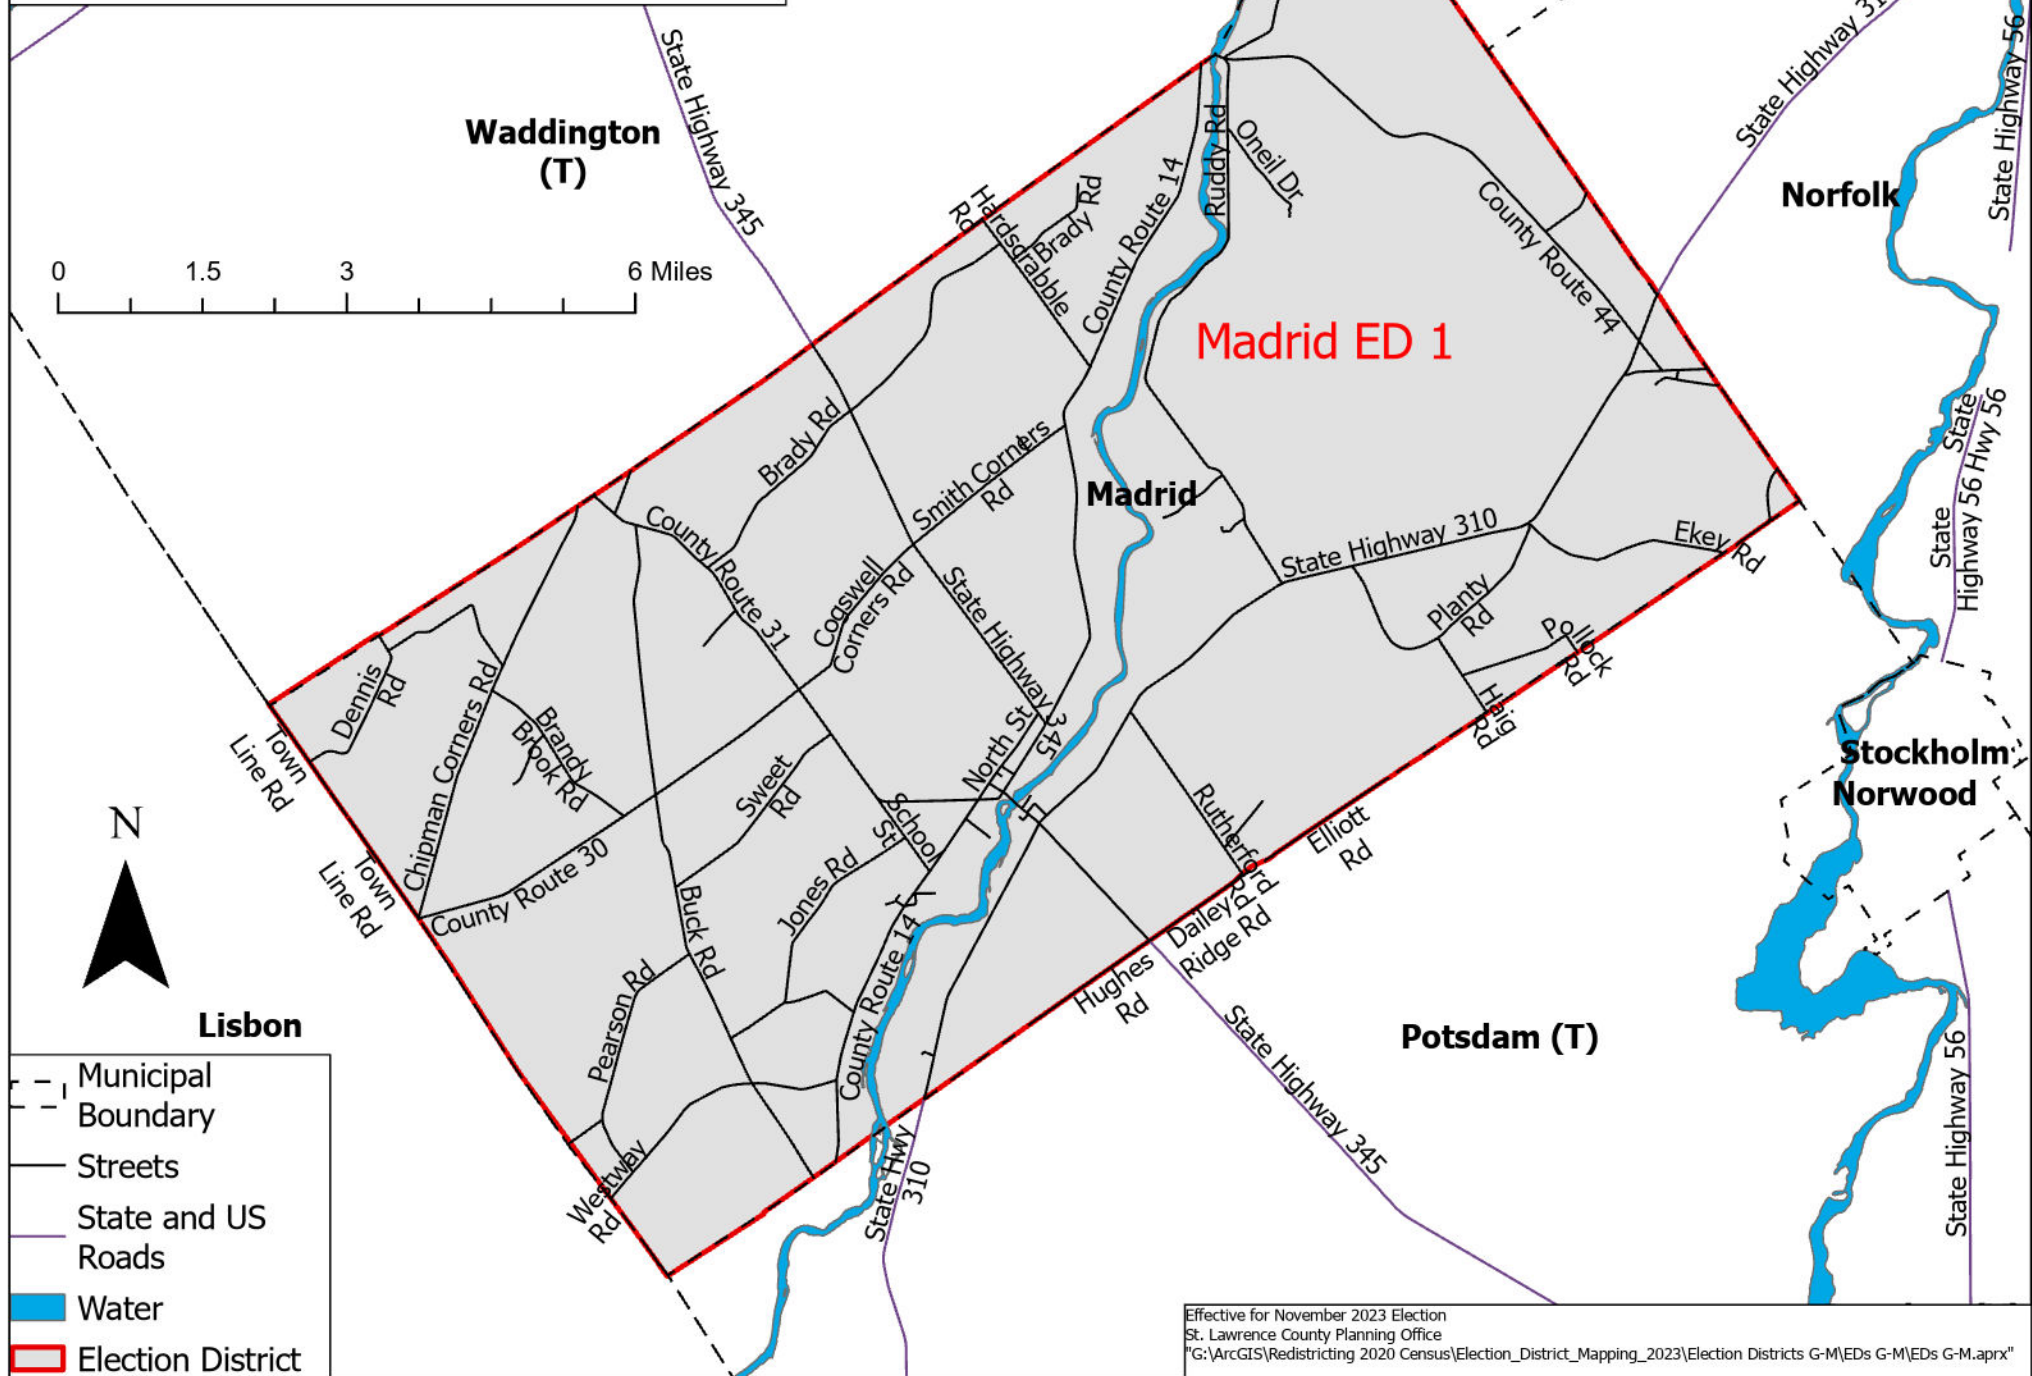 State Highway 345
Waddington
(T)
State Highway 31
State Highway 56
Norfolk
0 1.5 3 6 Miles
Hardscrabble
Rd
Brady Rd
County Route 14
Ruddy Rd
Oneil Dr
County Route 44
Madrid ED 1
Brady Rd
Smith Corners
Rd
Madrid
State
Highway 56
State
Hwy 56
County Route 31
Cogswell
Corners Rd
State Highway 345
State Highway 310
Ekey Rd
Planty
Rd
Pollock
Rd
Haig
Rd
Dennis
Rd
Town
Line Rd
Chipman Corners Rd
Brandy
Brook Rd
North St
Sweet
Rd
School
St
Rutherford
Rd
Elliott
Rd
Stockholm
Norwood
N
Town
Line Rd
County Route 30
Jones Rd
Buck Rd
County Route 14
Dailey
Ridge Rd
Hughes
Rd
Pearson Rd
Lisbon
State Highway 345
Potsdam (T)
State Highway 56
Westway
Rd
State Hwy
310
Municipal
Boundary
Streets
State and US
Roads
Water
Election District
Effective for November 2023 Election
St. Lawrence County Planning Office
"G:\ArcGIS\Redistricting 2020 Census\Election_District_Mapping_2023\Election Districts G-M\EDs G-M\EDs G-M.aprx"